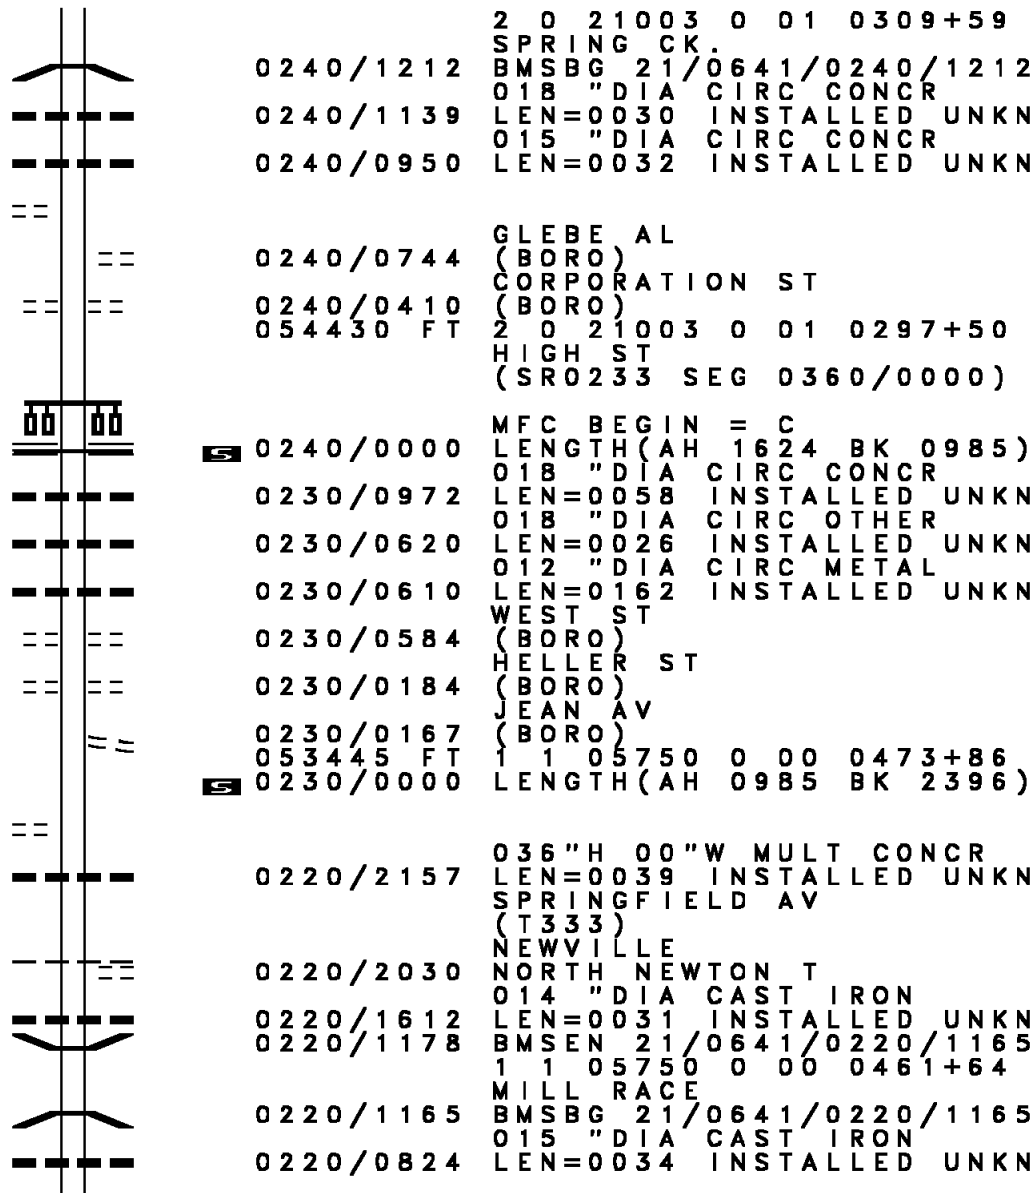 2 0 21003 0 01 0309+59
SPRING CK.
0240/1212 BMSBG 21/0641/0240/1212
018 "DIA CIRC CONCR
0240/1139 LEN=0030 INSTALLED UNKN
015 "DIA CIRC CONCR
0240/0950 LEN=0032 INSTALLED UNKN
GLEBE AL
0240/0744 (BORO)
CORPORATION ST
0240/0410 (BORO)
054430 FT 2 0 21003 0 01 0297+50
HIGH ST
(SR0233 SEG 0360/0000)
MFC BEGIN = C
S 0240/0000 LENGTH(AH 1624 BK 0985)
018 "DIA CIRC CONCR
0230/0972 LEN=0058 INSTALLED UNKN
018 "DIA CIRC OTHER
0230/0620 LEN=0026 INSTALLED UNKN
012 "DIA CIRC METAL
0230/0610 LEN=0162 INSTALLED UNKN
WEST ST
0230/0584 (BORO)
HELLER ST
0230/0184 (BORO)
JEAN AV
0230/0167 (BORO)
053445 FT 1 1 05750 0 00 0473+86
S 0230/0000 LENGTH(AH 0985 BK 2396)
036"H 00"W MULT CONCR
0220/2157 LEN=0039 INSTALLED UNKN
SPRINGFIELD AV
(T333)
NEWVILLE
0220/2030 NORTH NEWTON T
014 "DIA CAST IRON
0220/1612 LEN=0031 INSTALLED UNKN
0220/1178 BMSEN 21/0641/0220/1165
1 1 05750 0 00 0461+64
MILL RACE
0220/1165 BMSBG 21/0641/0220/1165
015 "DIA CAST IRON
0220/0824 LEN=0034 INSTALLED UNKN